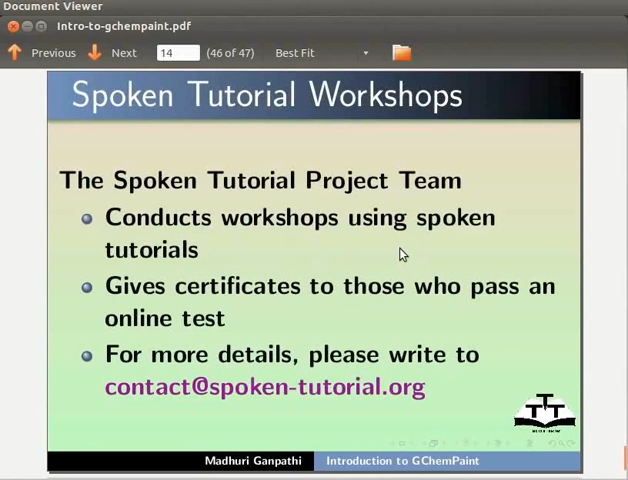 Document Viewer
Intro-to-gchempaint.pdf
Previous Next 14 (46 of 47) Best Fit
Spoken Tutorial Workshops
The Spoken Tutorial Project Team
Conducts workshops using spoken
tutorials
Gives certificates to those who pass an
online test
For more details, please write to
contact@spoken-tutorial.org
Madhuri Ganpathi Introduction to GChemPaint